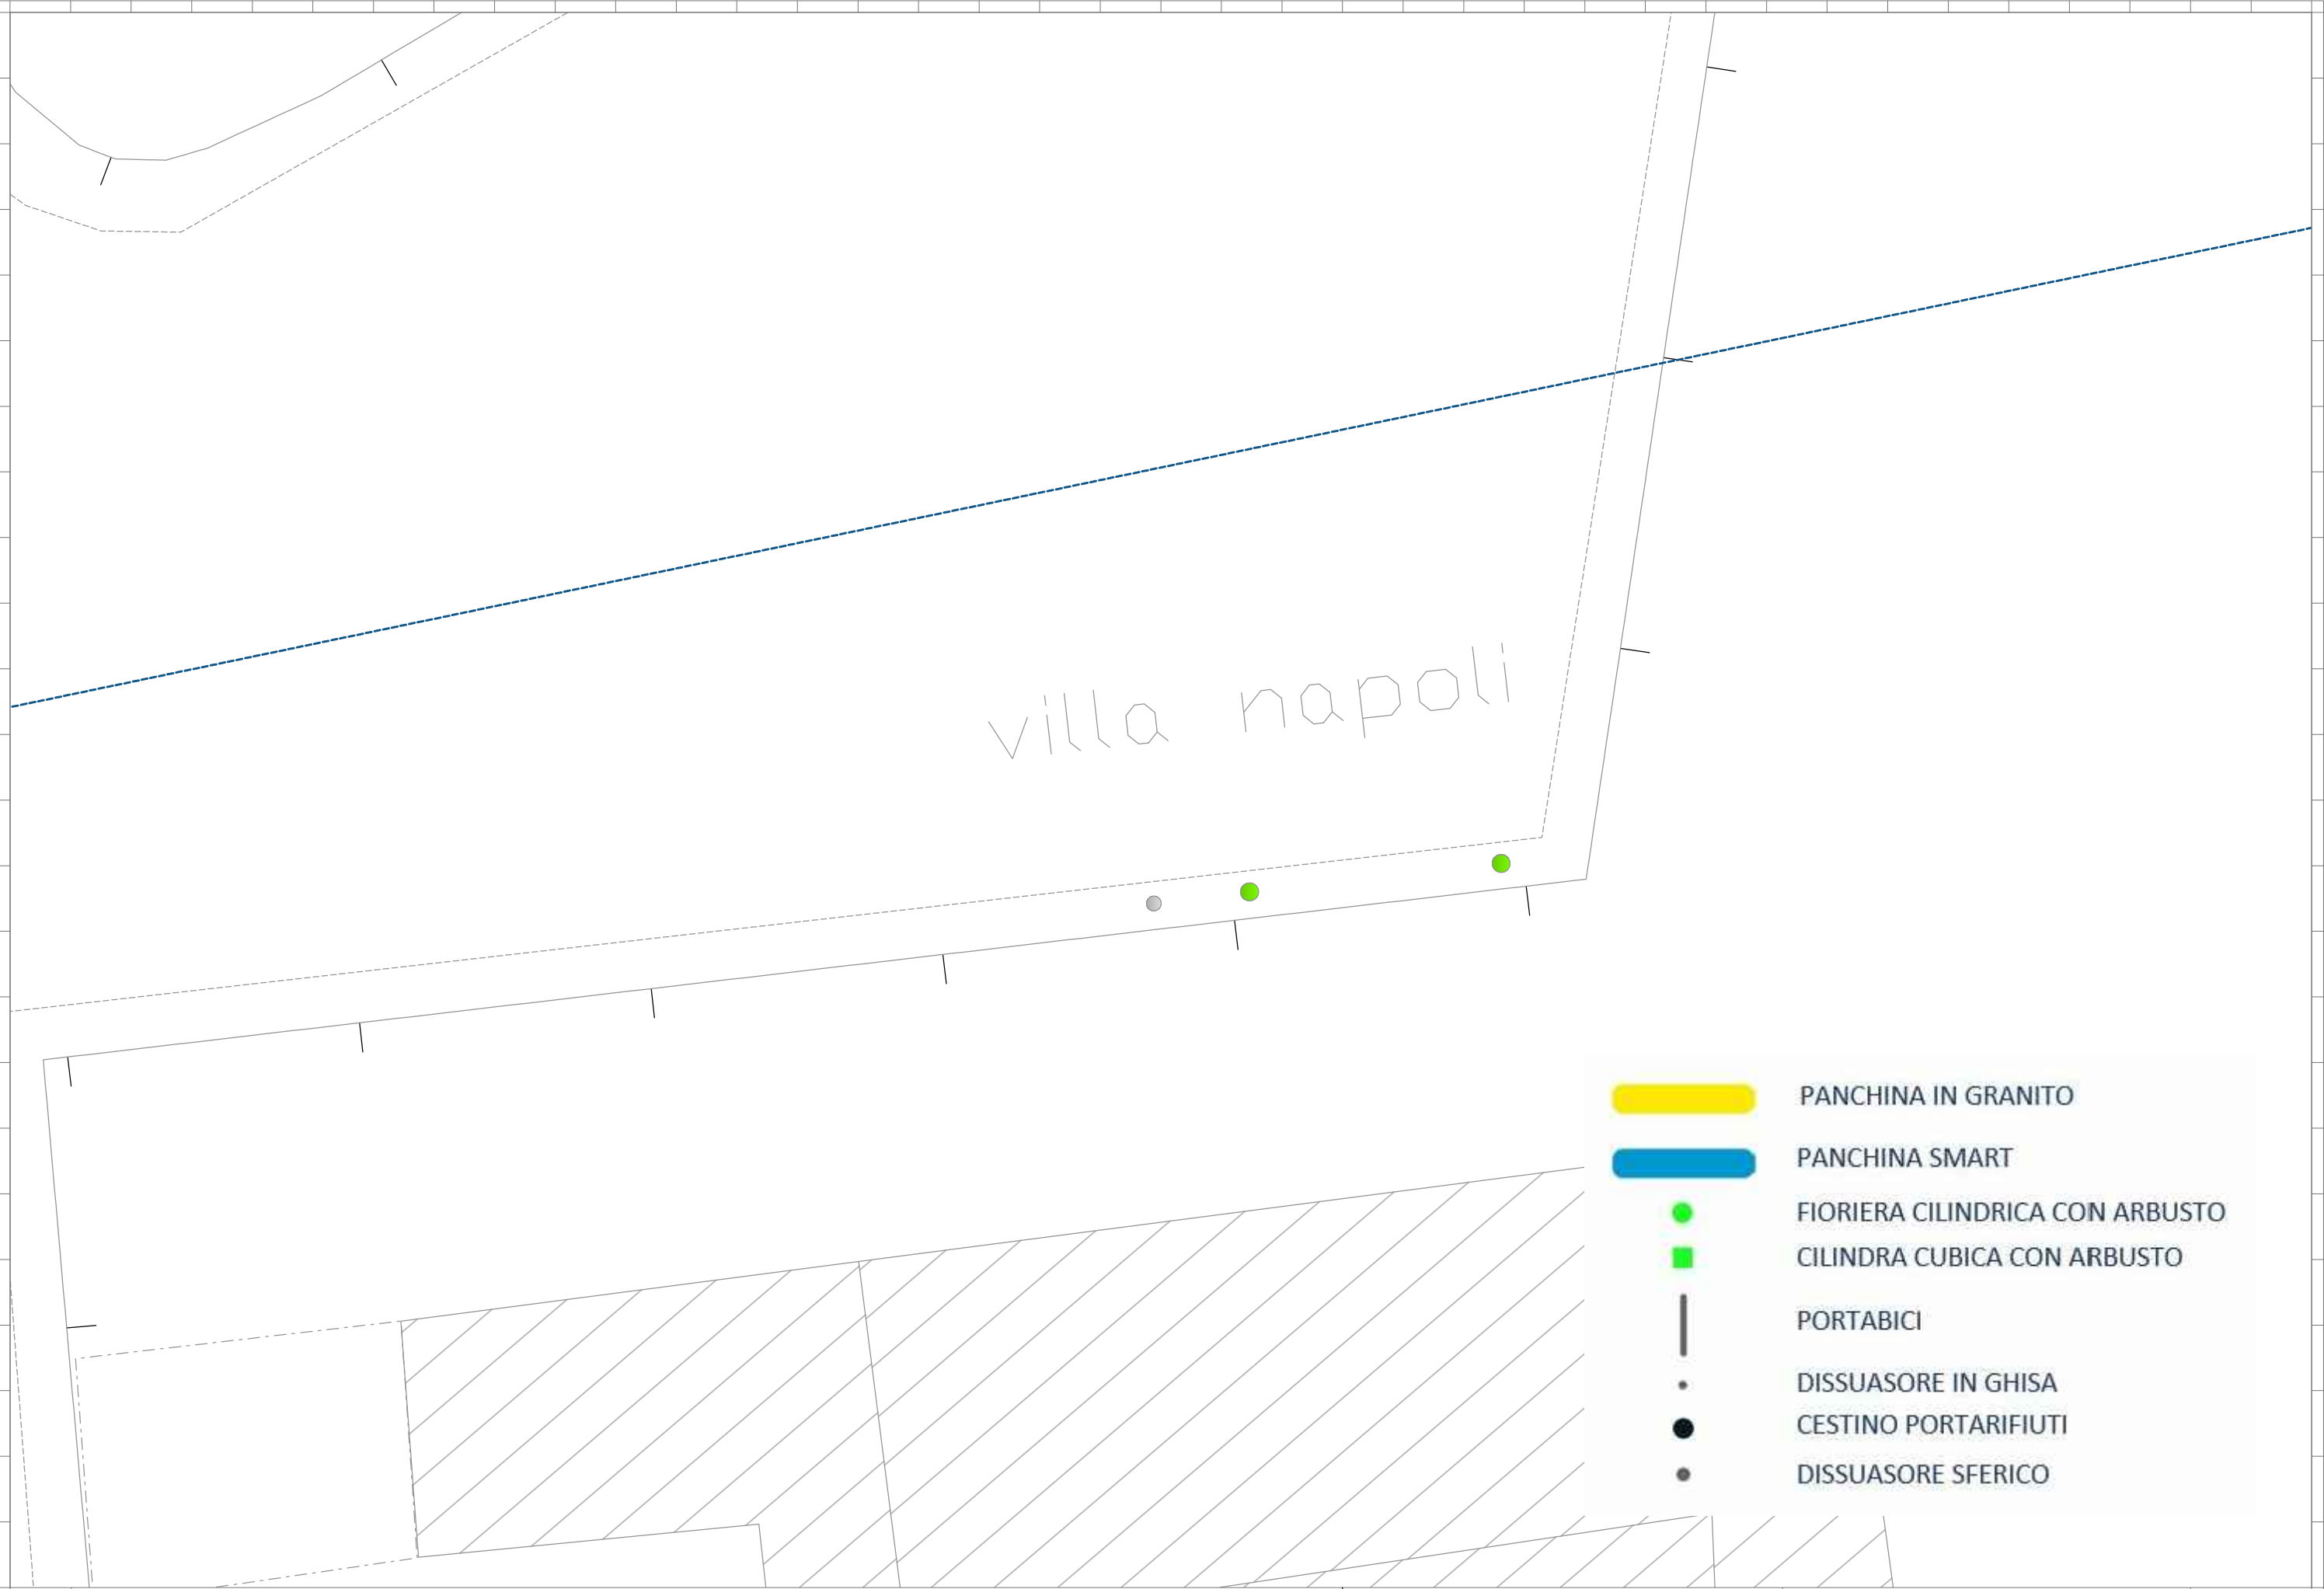 villa napoli
PANCHINA IN GRANITO
PANCHINA SMART
FIORIERA CILINDRICA CON ARBUSTO
CILINDRA CUBICA CON ARBUSTO
PORTABICI
DISSUASORE IN GHISA
CESTINO PORTARIFIUTI
DISSUASORE SFERICO